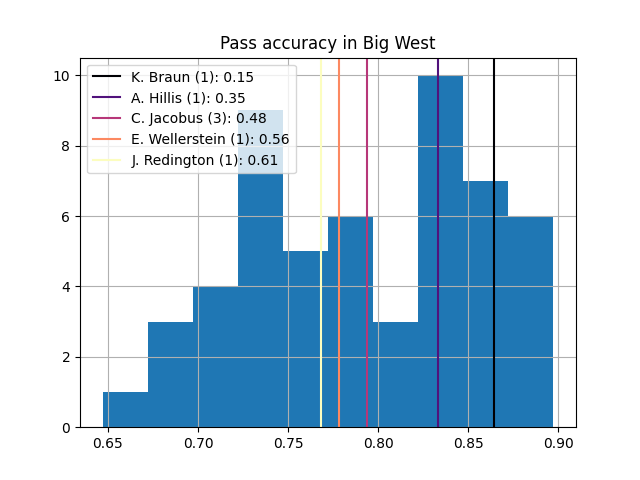 Pass accuracy in Big West
K. Braun (1): 0.15
A. Hillis (1): 0.35
C. Jacobus (3): 0.48
E. Wellerstein (1): 0.56
J. Redington (1): 0.61
10
8
6
4
2
0
0.65 0.70 0.75 0.80 0.85 0.90